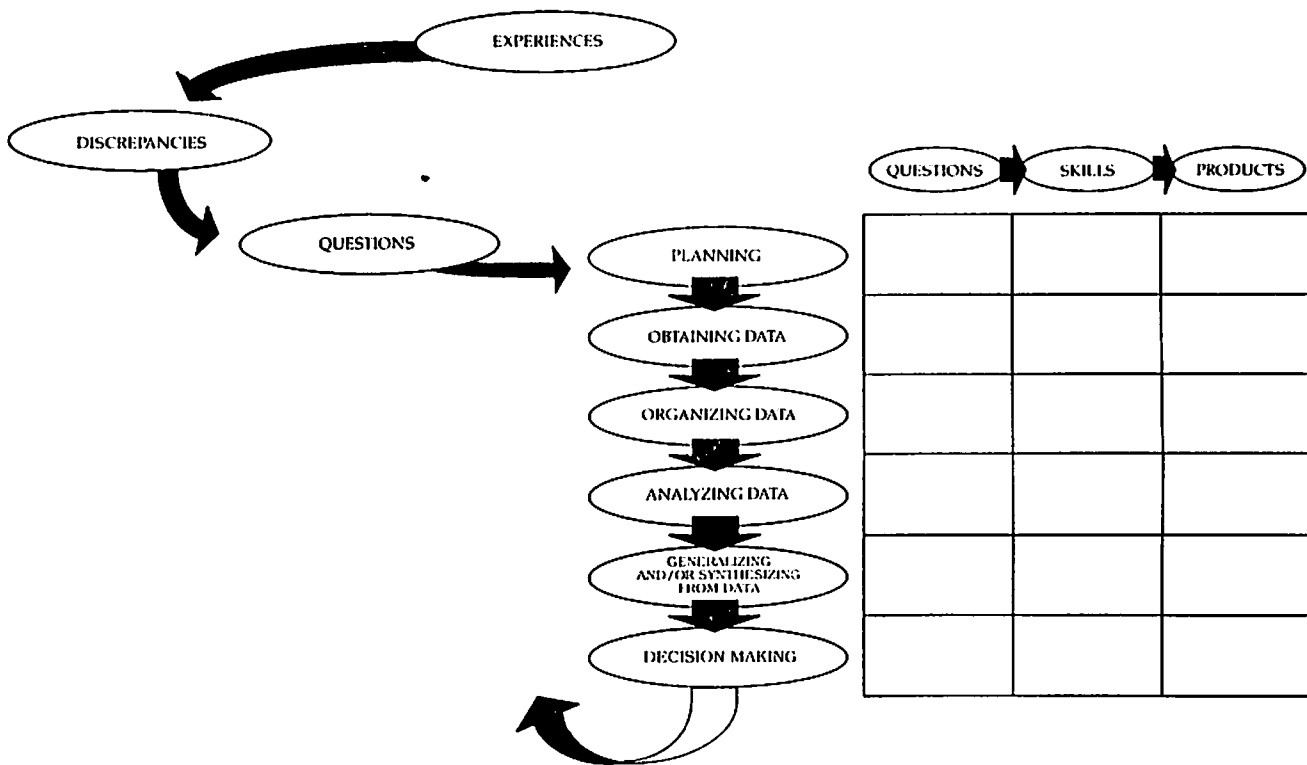 EXPERIENCES
DISCREPANCIES
QUESTIONS
PLANNING
OBTAINING DATA
ORGANIZING DATA
ANALYZING DATA
GENERALIZING
AND/OR SYNTHESIZING
FROM DATA
DECISION MAKING
QUESTIONS
SKILLS
PRODUCTS